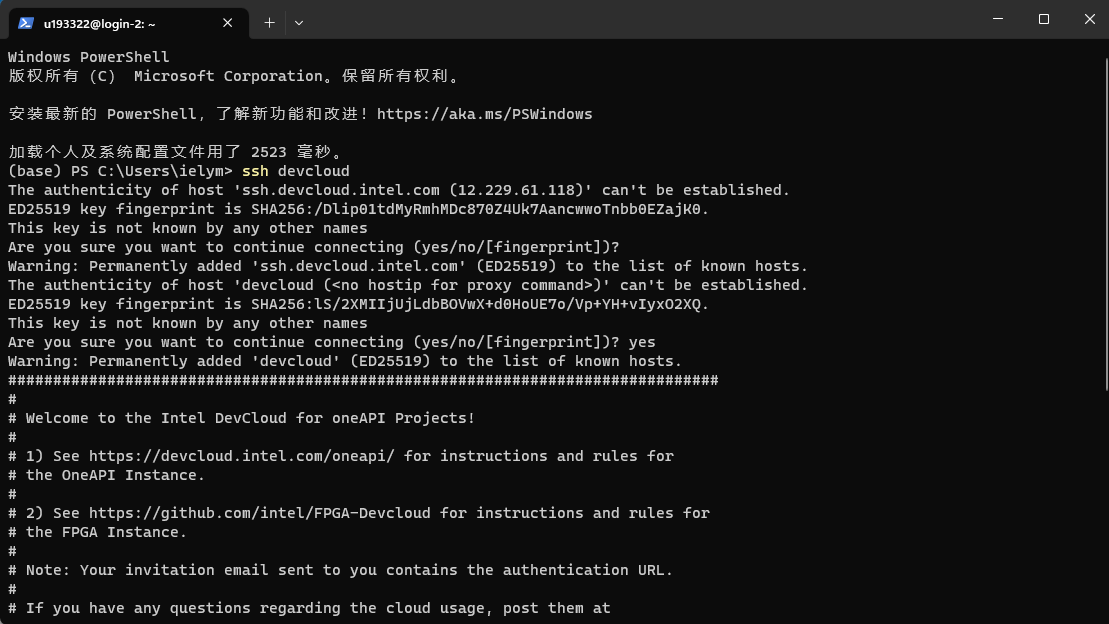 u193322@login-2: ~
Windows PowerShell
版权所有 (C)  Microsoft Corporation。保留所有权利。
安装最新的 PowerShell，了解新功能和改进！https://aka.ms/PSWindows
加载个人及系统配置文件用了 2523 毫秒。
(base) PS C:\Users\ielym> ssh devcloud
The authenticity of host 'ssh.devcloud.intel.com (12.229.61.118)' can't be established.
ED25519 key fingerprint is SHA256:/Dlip01tdMyRmhMDc870Z4Uk7AancwwoTnbb0EZajK0.
This key is not known by any other names
Are you sure you want to continue connecting (yes/no/[fingerprint])?
Warning: Permanently added 'ssh.devcloud.intel.com' (ED25519) to the list of known hosts.
The authenticity of host 'devcloud (<no hostip for proxy command>)' can't be established.
ED25519 key fingerprint is SHA256:lS/2XMIIjUjLdbBOVwX+d0HoUE7o/Vp+YH+vIyxO2XQ.
This key is not known by any other names
Are you sure you want to continue connecting (yes/no/[fingerprint])? yes
Warning: Permanently added 'devcloud' (ED25519) to the list of known hosts.
###############################################################################
#
# Welcome to the Intel DevCloud for oneAPI Projects!
#
# 1) See https://devcloud.intel.com/oneapi/ for instructions and rules for
# the OneAPI Instance.
#
# 2) See https://github.com/intel/FPGA-Devcloud for instructions and rules for
# the FPGA Instance.
#
# Note: Your invitation email sent to you contains the authentication URL.
#
# If you have any questions regarding the cloud usage, post them at